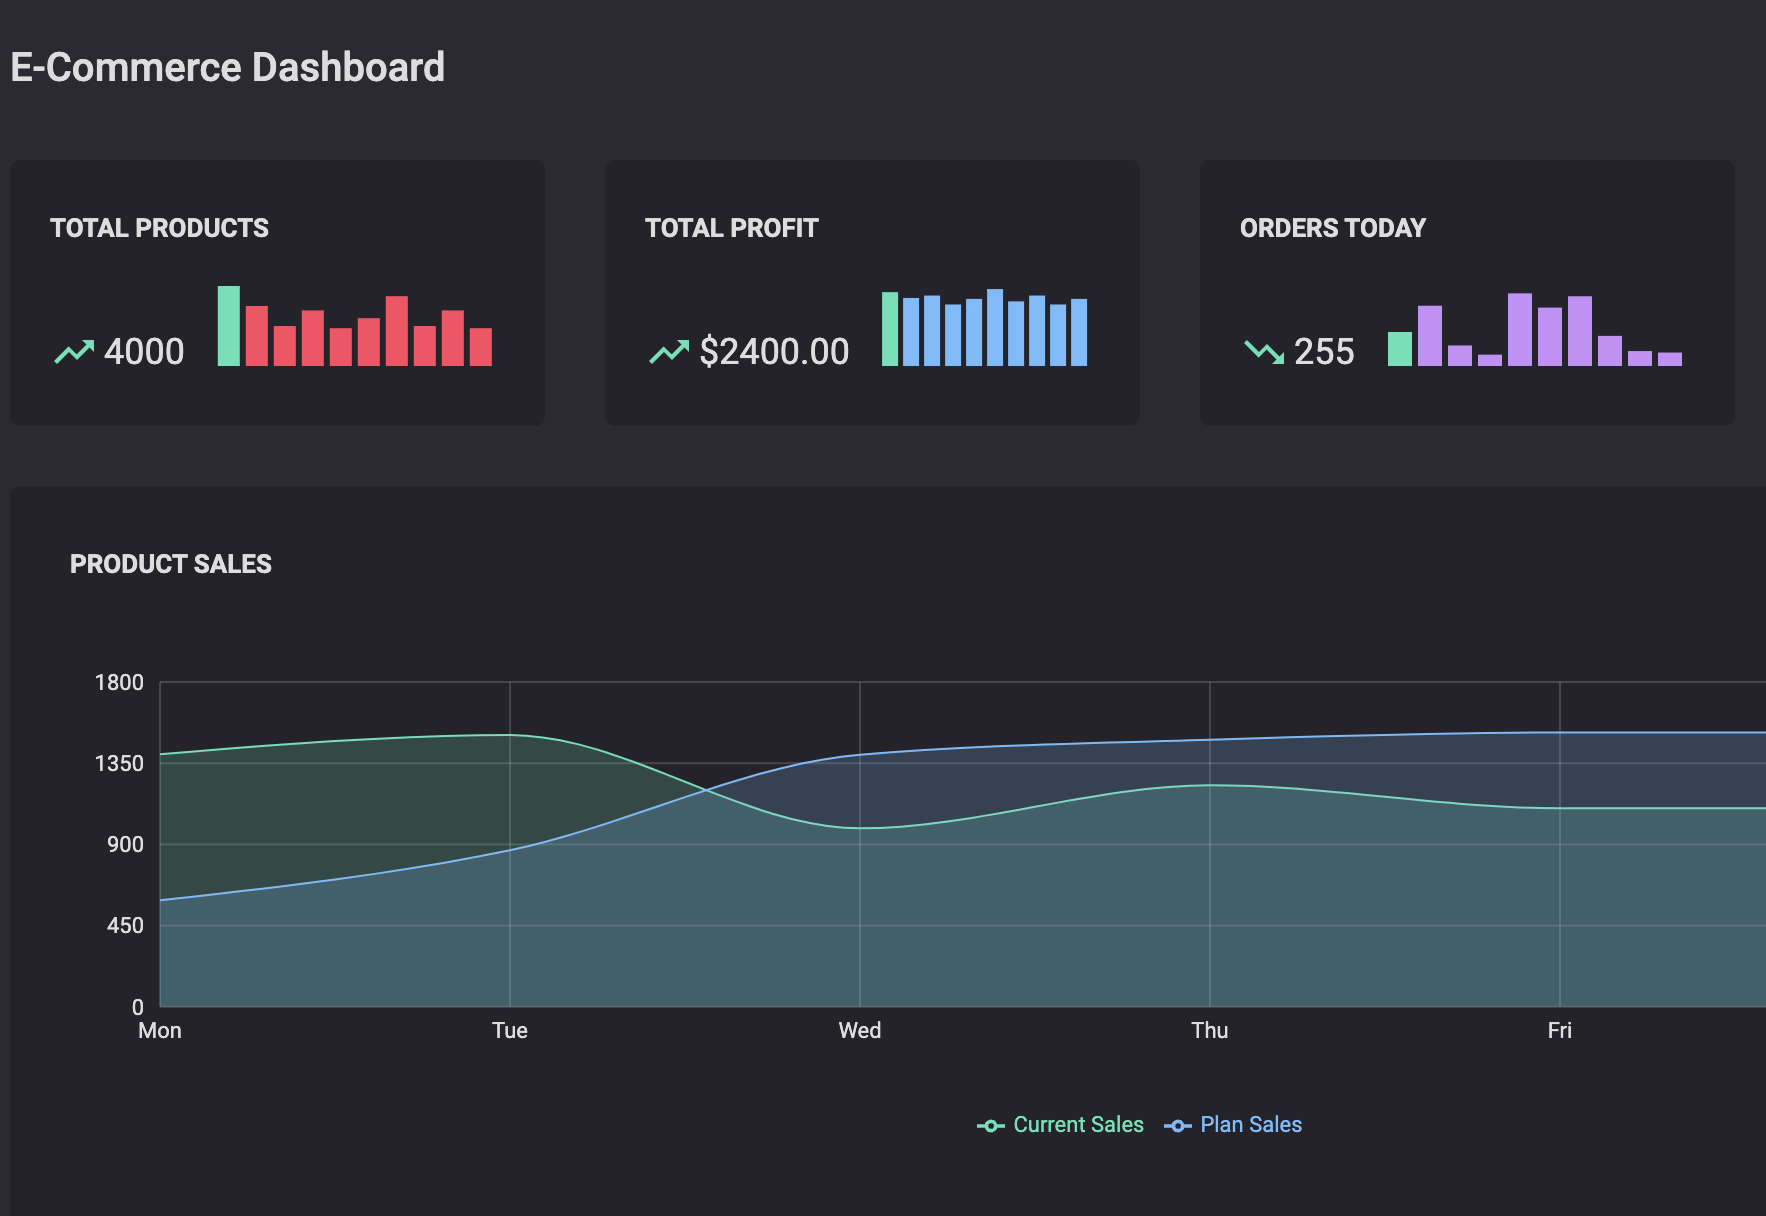 E-Commerce Dashboard
TOTAL PRODUCTS
4000
TOTAL PROFIT
$2400.00
ORDERS TODAY
255
PRODUCT SALES
1800
1350
900
450
0
Mon Tue Wed Thu Fri
Current Sales Plan Sales